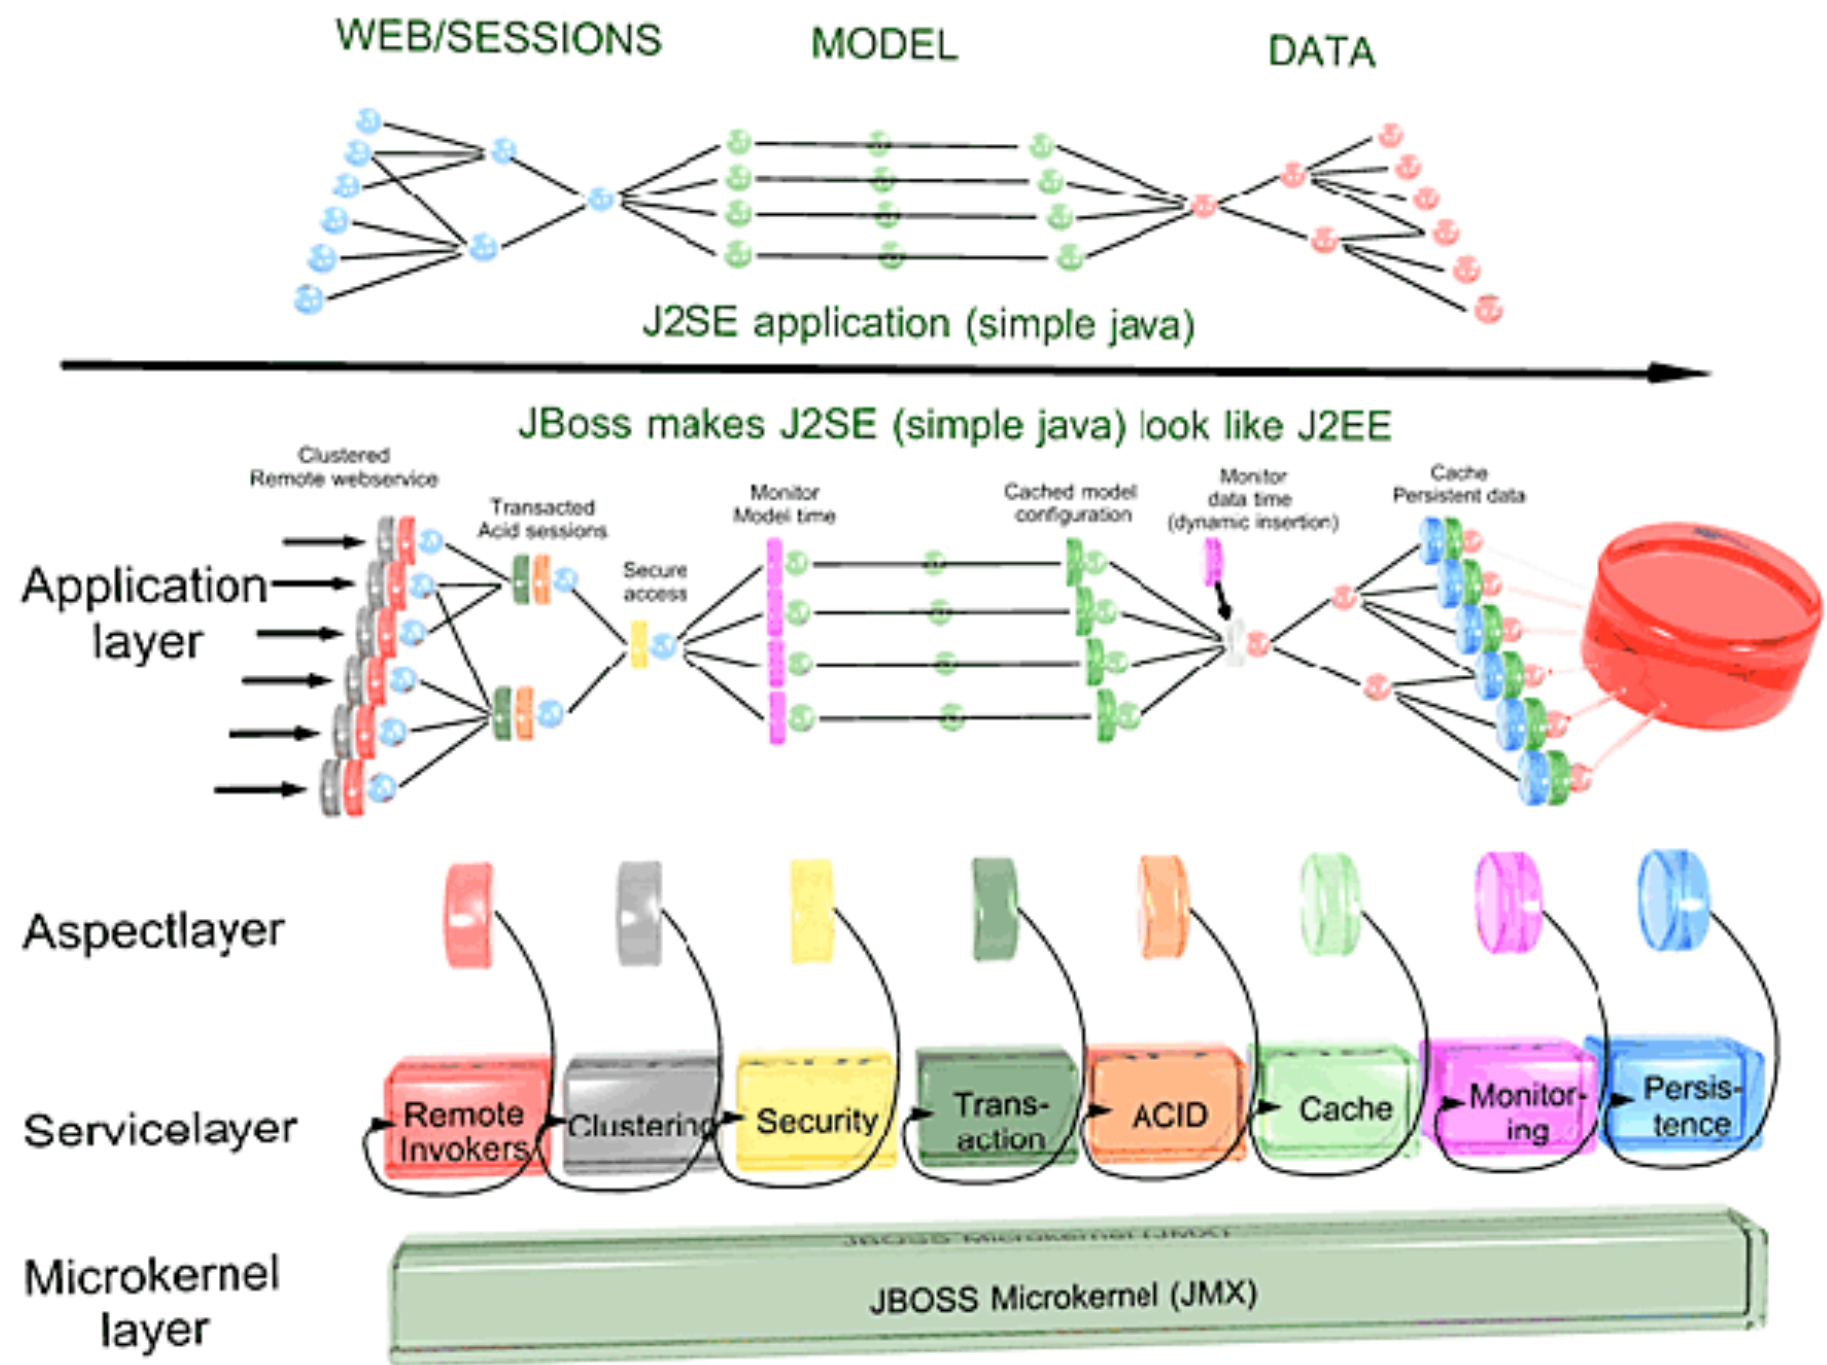 WEB/SESSIONS
MODEL
DATA
J2SE application (simple java)
JBoss makes J2SE (simple java) look like J2EE
Clustered
Remote webservice
Transacted
Acid sessions
Secure
access
Monitor
Model time
Cached model
configuration
Monitor
data time
(dynamic insertion)
Cache
Persistent data
Application
layer
Aspectlayer
Servicelayer
Remote
Invokers
Clustering
Security
Trans-
action
ACID
Cache
Monitor-
ing
Persis-
tence
Microkernel
layer
JBOSS Microkernel (JMX)
JBOSS Microkernel (JMX)